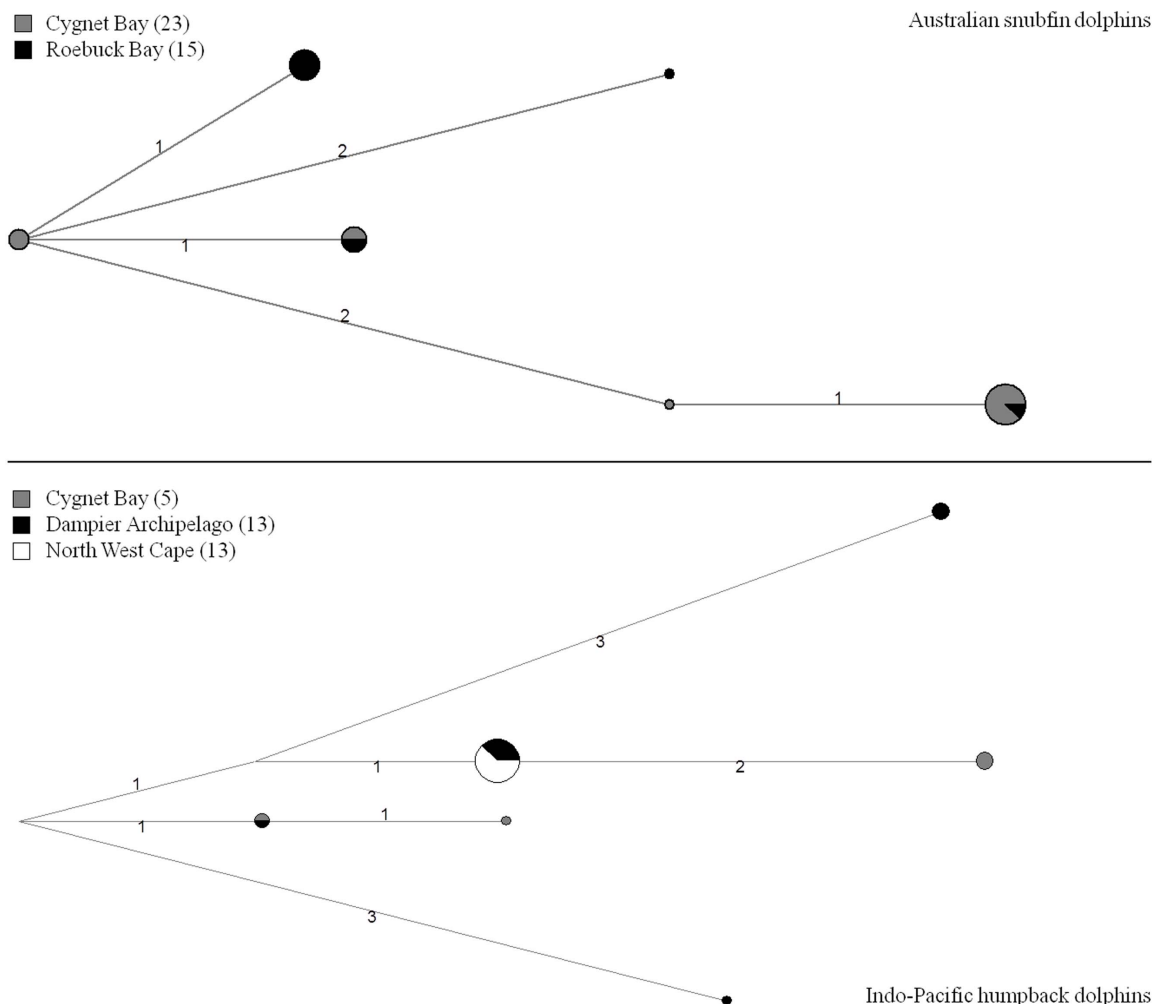 Cygnet Bay (23)
Australian snubfin dolphins
Roebuck Bay (15)
1
2
1
2
1
Cygnet Bay (5)
Dampier Archipelago (13)
North West Cape (13)
3
1
2
1
1
1
3
Indo-Pacific humpback dolphins